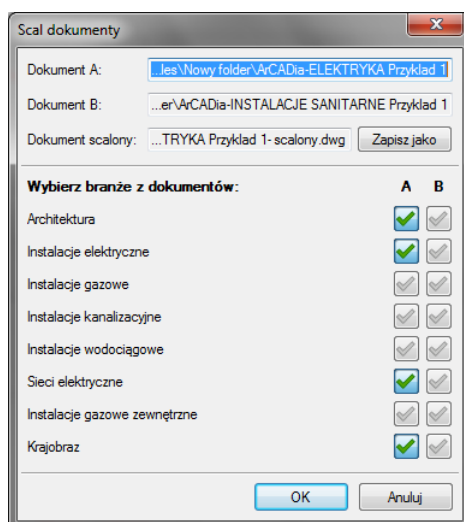 Scal dokumenty
Dokument A: ...les\Nowy folder\ArCADia-ELEKTRYKA Przyklad 1
Dokument B: ...er\ArCADia-INSTALACJE SANITARNE Przyklad 1
Dokument scalony: ...TRYKA Przyklad 1- scalony.dwg Zapisz jako
Wybierz branże z dokumentów: A B
Architektura
Instalacje elektryczne
Instalacje gazowe
Instalacje kanalizacyjne
Instalacje wodociągowe
Sieci elektryczne
Instalacje gazowe zewnętrzne
Krajobraz
OK Anuluj